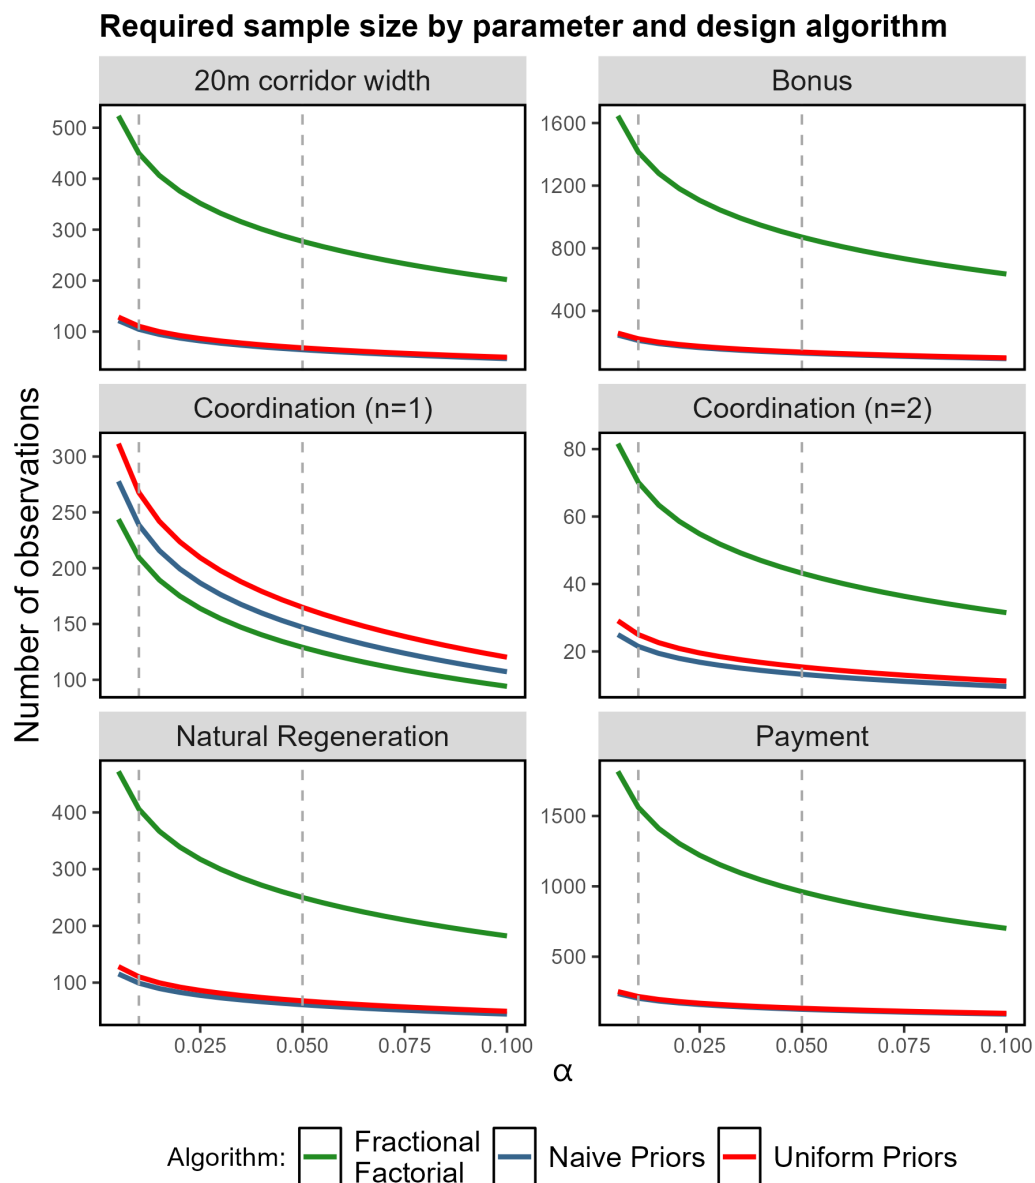 Required sample size by parameter and design algorithm
20m corridor width
Bonus
500
400
300
200
100
1600
1200
800
400
Coordination (n=1)
Coordination (n=2)
300
250
200
150
100
80
60
40
20
Natural Regeneration
Payment
400
300
200
100
1500
1000
500
0.025 0.050 0.075 0.100
0.025 0.050 0.075 0.100
Number of observations
α
Algorithm:
Fractional
Factorial
Naive Priors
Uniform Priors